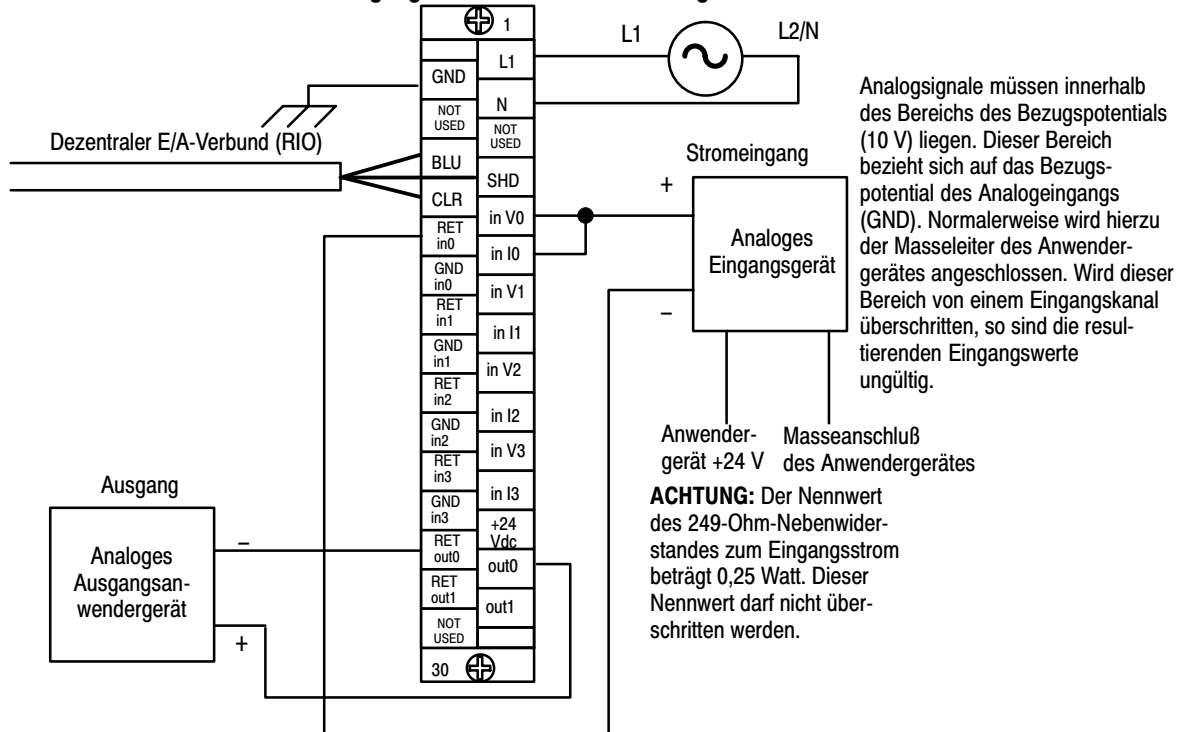 1
L1
L2/N
L1
GND
N
NOT
USED
NOT
USED
Dezentraler E/A-Verbund (RIO)
BLU
SHD
CLR
in V0
RET
in0
in I0
GND
in0
in V1
RET
in1
in I1
GND
in1
in V2
RET
in2
in I2
GND
in2
in V3
RET
in3
in I3
GND
in3
+24
Vdc
RET
out0
out0
RET
out1
out1
NOT
USED
30
Stromeingang
+
Analoges
Eingangsgerät
–
Anwender-
gerät +24 V
Masseanschluß
des Anwendergerätes
Analogsignale müssen innerhalb
des Bereichs des Bezugspotentials
(10 V) liegen. Dieser Bereich
bezieht sich auf das Bezugs-
potential des Analogeingangs
(GND). Normalerweise wird hierzu
der Masseleiter des Anwender-
gerätes angeschlossen. Wird dieser
Bereich von einem Eingangskanal
überschritten, so sind die resul-
tierenden Eingangswerte
ungültig.
ACHTUNG: Der Nennwert
des 249-Ohm-Nebenwider-
standes zum Eingangsstrom
beträgt 0,25 Watt. Dieser
Nennwert darf nicht über-
schritten werden.
Ausgang
–
Analoges
Ausgangsan-
wendergerät
+